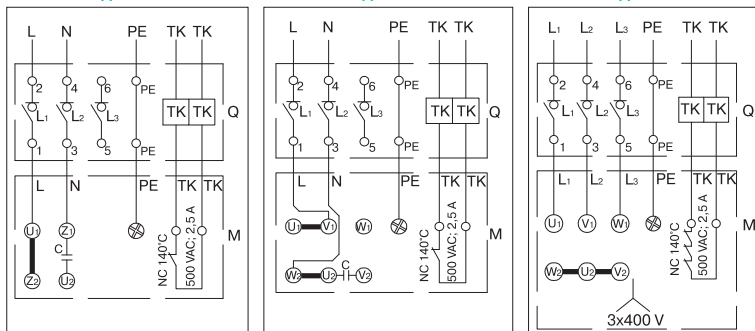 L N PE TK TK
2 4 6 PE
L1 L2 L3 TK TK Q
1 3 5 PE
L N PE TK TK
U1 Z1 M
C
Z2 U2
NC 140°C
500 VAC; 2,5 A
L N PE TK TK
2 4 6 PE
L1 L2 L3 TK TK Q
1 3 5 PE
L N PE TK TK
U1 V1 W1 M
C
W2 U2 V2
NC 140°C
500 VAC; 2,5 A
L1 L2 L3 PE TK TK
2 4 6 PE
L1 L2 L3 TK TK Q
1 3 5 PE
L1 L2 L3 PE TK TK
U1 V1 W1 M
W2 U2 V2
NC 140°C
500 VAC; 2,5 A
3x400 V